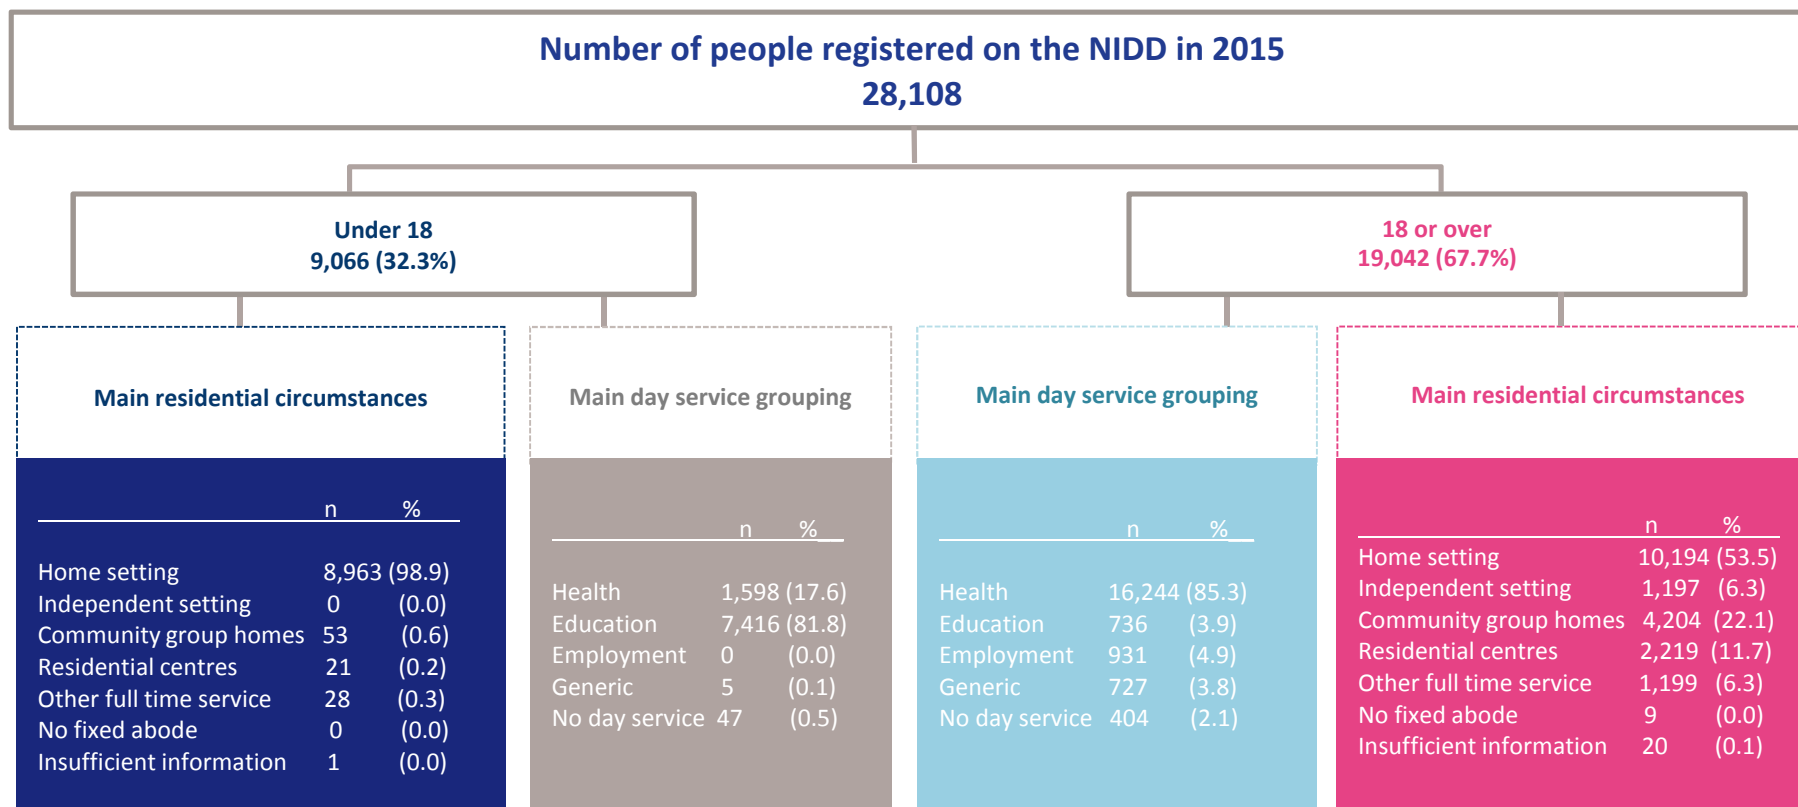 Number of people registered on the NIDD in 2015
28,108
Under 18
9,066 (32.3%)
18 or over
19,042 (67.7%)
Main residential circumstances
n %
Home setting 8,963 (98.9)
Independent setting 0 (0.0)
Community group homes 53 (0.6)
Residential centres 21 (0.2)
Other full time service 28 (0.3)
No fixed abode 0 (0.0)
Insufficient information 1 (0.0)
Main day service grouping
n %
Health 1,598 (17.6)
Education 7,416 (81.8)
Employment 0 (0.0)
Generic 5 (0.1)
No day service 47 (0.5)
Main day service grouping
n %
Health 16,244 (85.3)
Education 736 (3.9)
Employment 931 (4.9)
Generic 727 (3.8)
No day service 404 (2.1)
Main residential circumstances
n %
Home setting 10,194 (53.5)
Independent setting 1,197 (6.3)
Community group homes 4,204 (22.1)
Residential centres 2,219 (11.7)
Other full time service 1,199 (6.3)
No fixed abode 9 (0.0)
Insufficient information 20 (0.1)